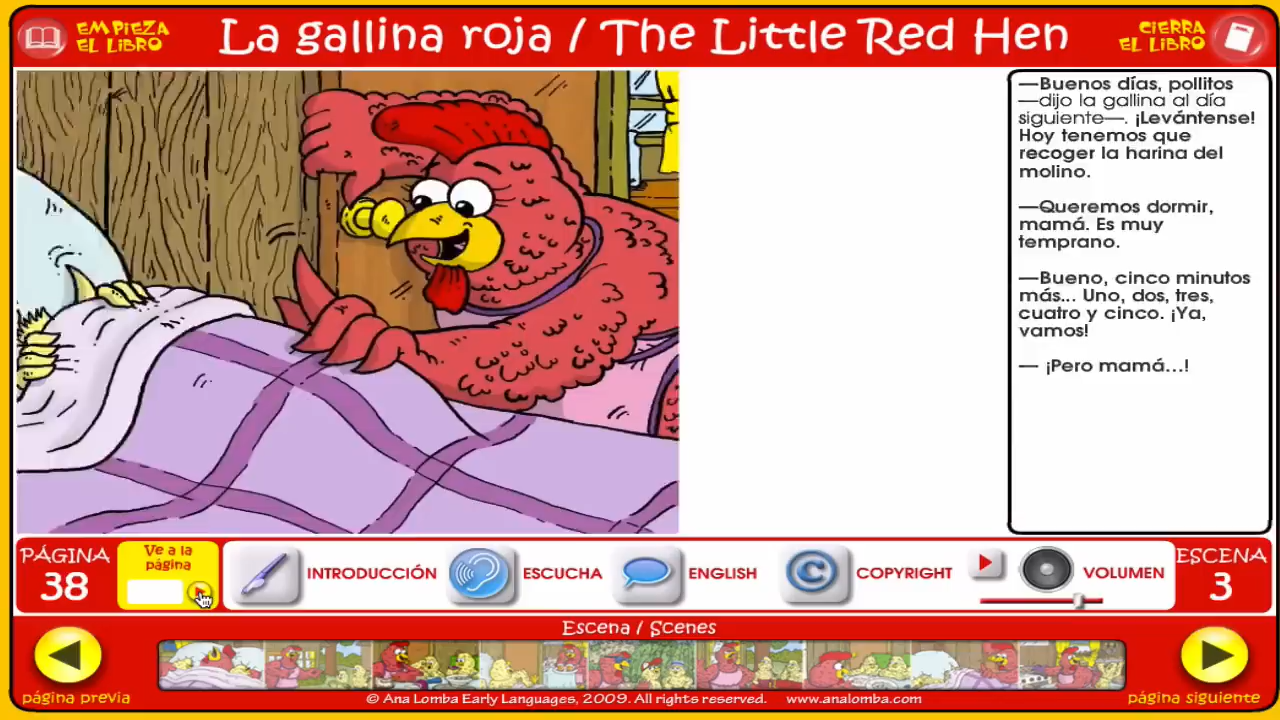 EMPIEZA
EL LIBRO
La gallina roja / The Little Red Hen
CIERRA
EL LIBRO
—Buenos días, pollitos
—dijo la gallina al día
siguiente—. ¡Levántense!
Hoy tenemos que
recoger la harina del
molino.
—Queremos dormir,
mamá. Es muy
temprano.
—Bueno, cinco minutos
más... Uno, dos, tres,
cuatro y cinco. ¡Ya,
vamos!
— ¡Pero mamá...!
PÁGINA
38
Ve a la
página
INTRODUCCIÓN
ESCUCHA
ENGLISH
C
COPYRIGHT
VOLUMEN
ESCENA
3
Escena / Scenes
página previa
© Ana Lomba Early Languages, 2009. All rights reserved. www.analomba.com
página siguiente